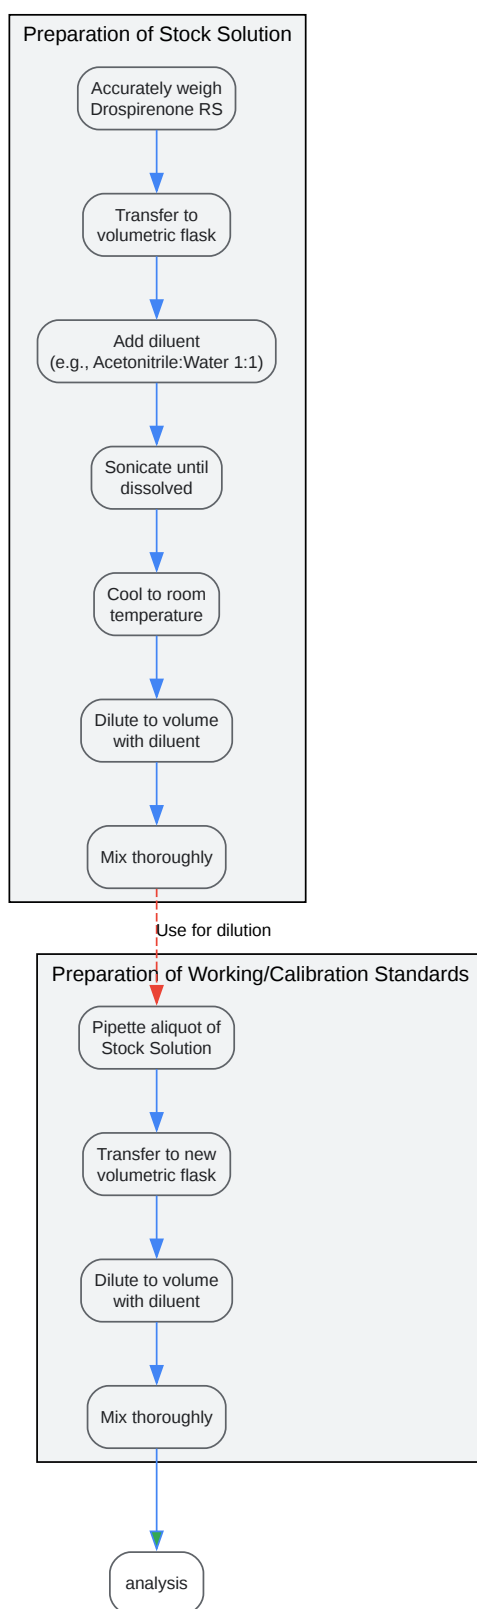 Preparation of Stock Solution
Accurately weigh
Drospirenone RS
Transfer to
volumetric flask
Add diluent
(e.g., Acetonitrile:Water 1:1)
Sonicate until
dissolved
Cool to room
temperature
Dilute to volume
with diluent
Mix thoroughly
Use for dilution
Preparation of Working/Calibration Standards
Pipette aliquot of
Stock Solution
Transfer to new
volumetric flask
Dilute to volume
with diluent
Mix thoroughly
analysis